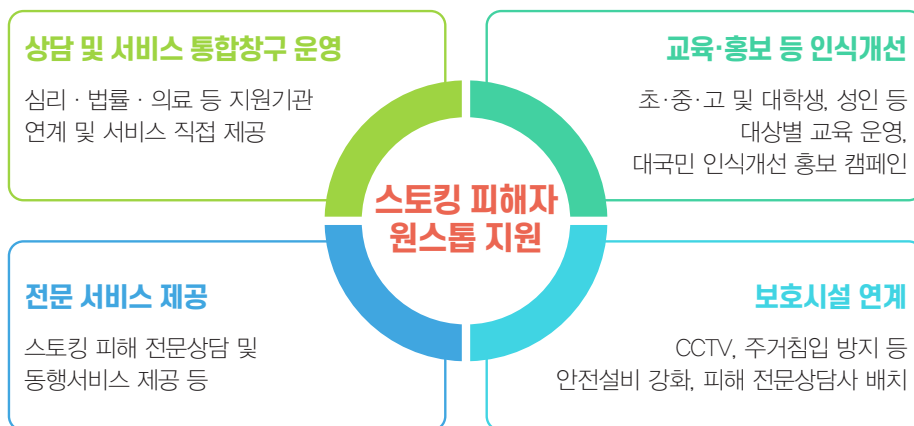 상담 및 서비스 통합창구 운영
심리 · 법률 · 의료 등 지원기관
연계 및 서비스 직접 제공
교육·홍보 등 인식개선
초·중·고 및 대학생, 성인 등
대상별 교육 운영,
대국민 인식개선 홍보 캠페인
스토킹 피해자
원스톱 지원
전문 서비스 제공
스토킹 피해 전문상담 및
동행서비스 제공 등
보호시설 연계
CCTV, 주거침입 방지 등
안전설비 강화, 피해 전문상담사 배치